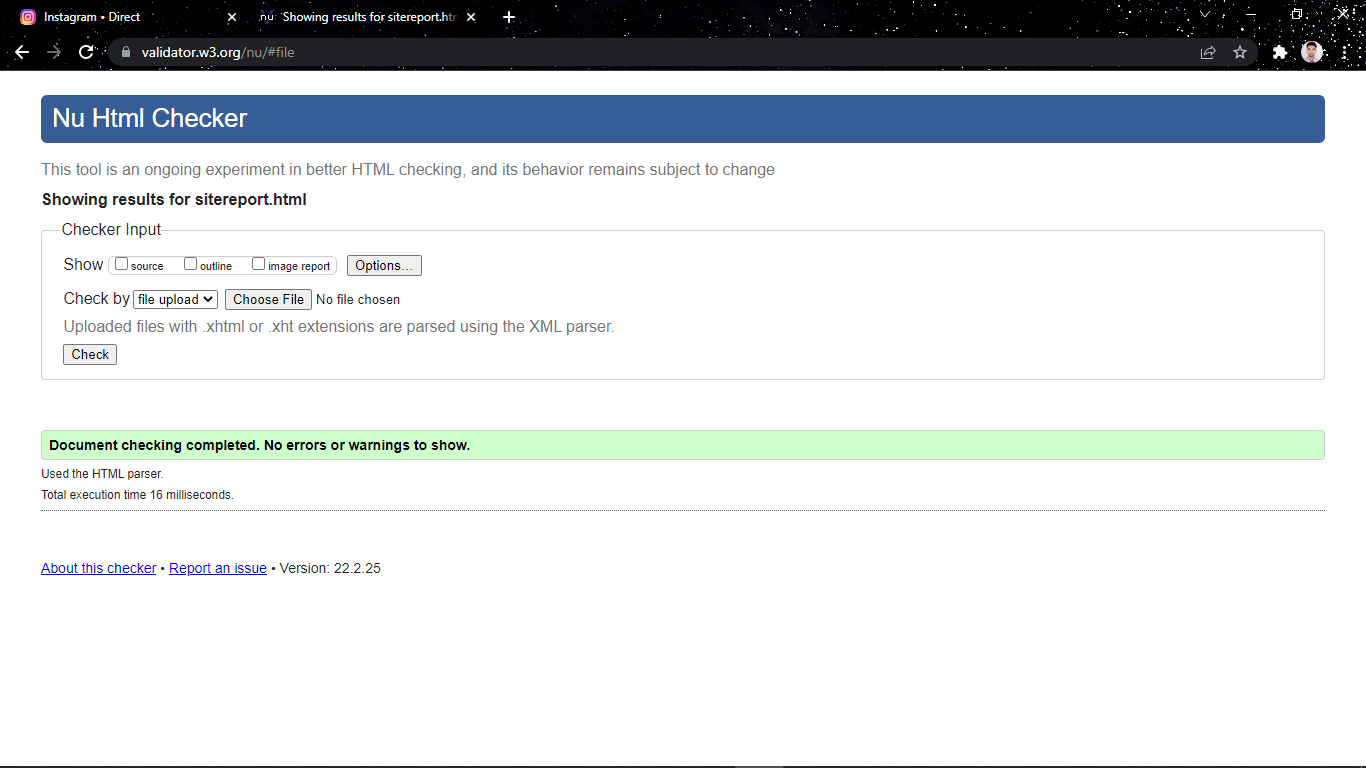 Instagram • Direct
nu Showing results for sitereport.htm
validator.w3.org/nu/#file
Nu Html Checker
This tool is an ongoing experiment in better HTML checking, and its behavior remains subject to change
Showing results for sitereport.html
Checker Input
Show source outline image report Options...
Check by file upload Choose File No file chosen
Uploaded files with .xhtml or .xht extensions are parsed using the XML parser.
Check
Document checking completed. No errors or warnings to show.
Used the HTML parser.
Total execution time 16 milliseconds.
About this checker • Report an issue • Version: 22.2.25